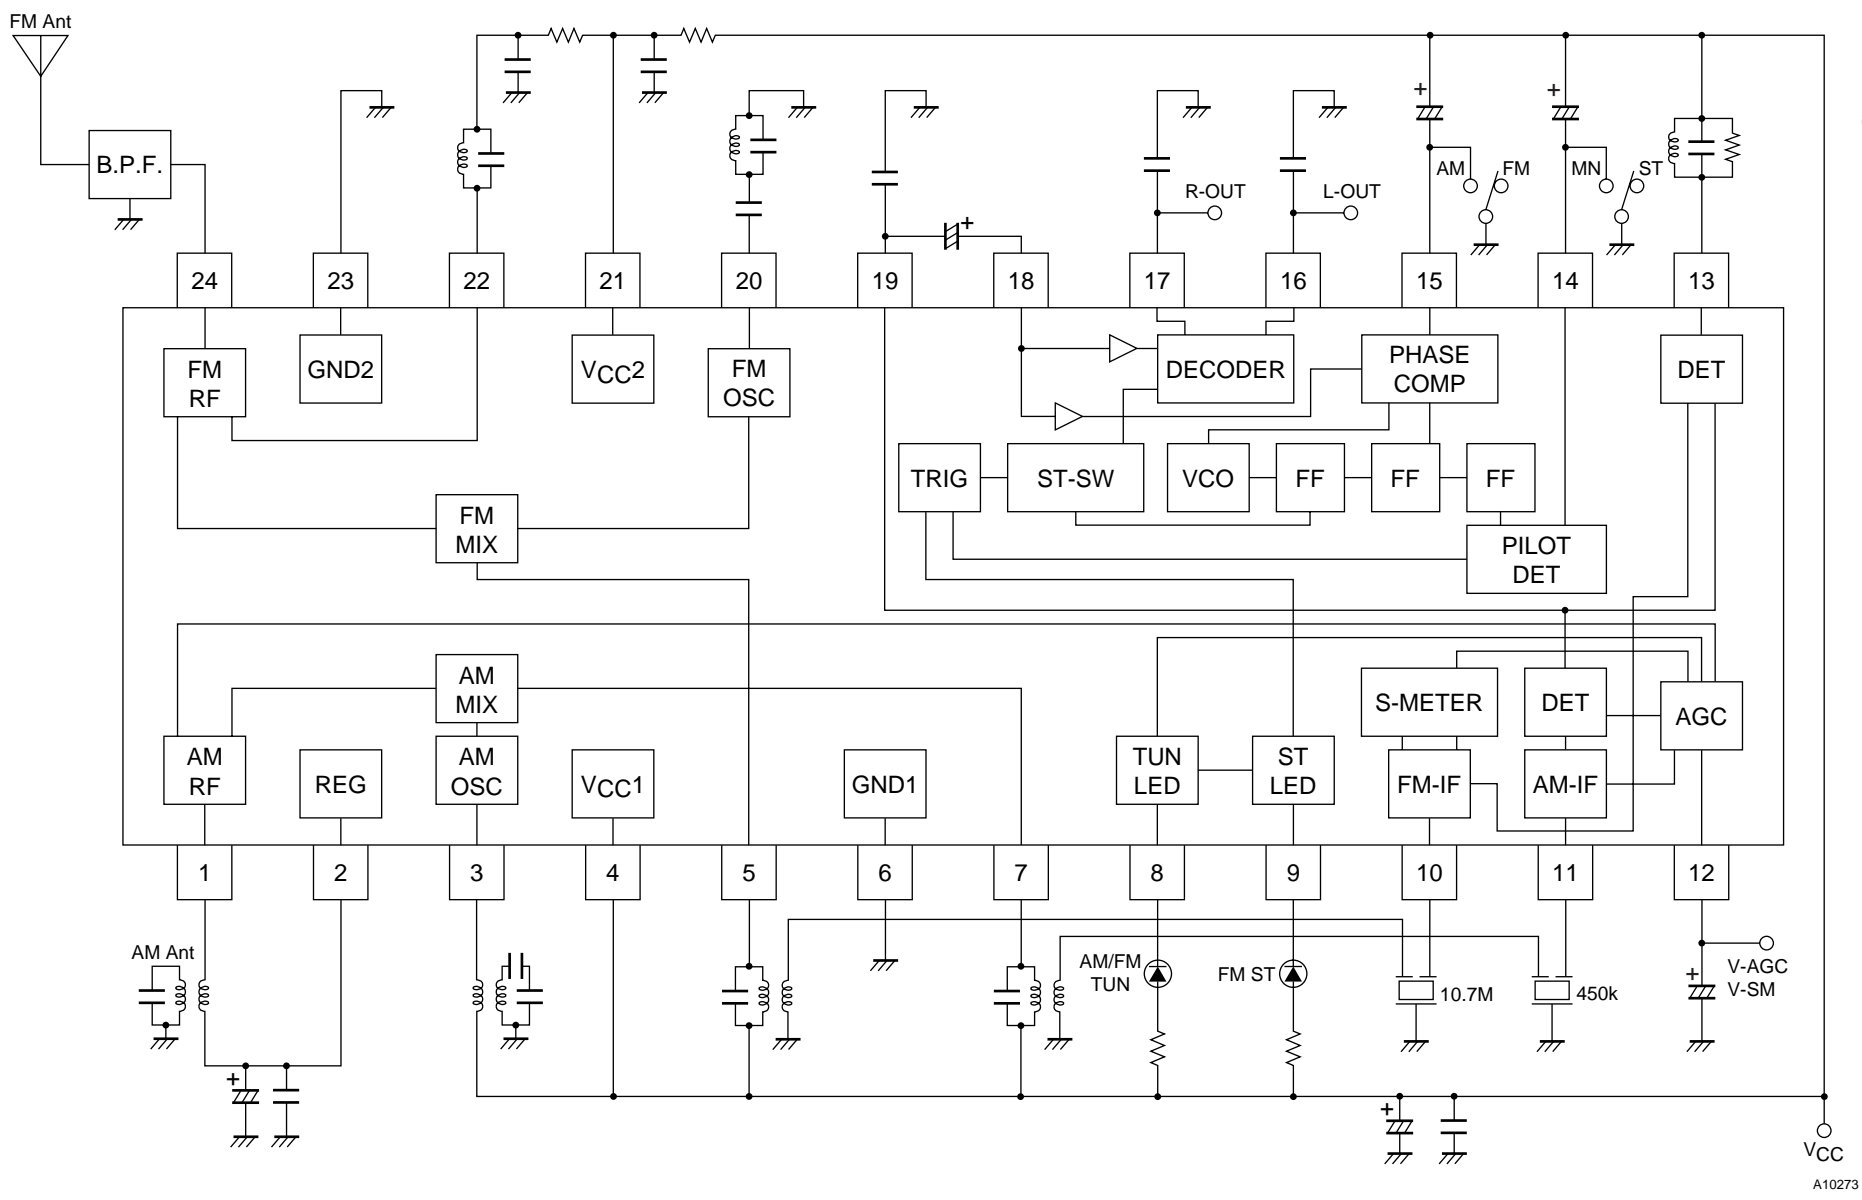 FM Ant
B.P.F.
+
+
+
AM
FM
MN
ST
R-OUT
L-OUT
24
23
22
21
20
19
18
17
16
15
14
13
FM
RF
GND2
VCC2
FM
OSC
DECODER
PHASE
COMP
DET
TRIG
ST-SW
VCO
FF
FF
FF
FM
MIX
PILOT
DET
AM
MIX
S-METER
DET
AGC
AM
RF
REG
AM
OSC
VCC1
GND1
TUN
LED
ST
LED
FM-IF
AM-IF
1
2
3
4
5
6
7
8
9
10
11
12
AM Ant
AM/FM
TUN
FM ST
10.7M
450k
V-AGC
V-SM
+
+
+
VCC
A10273